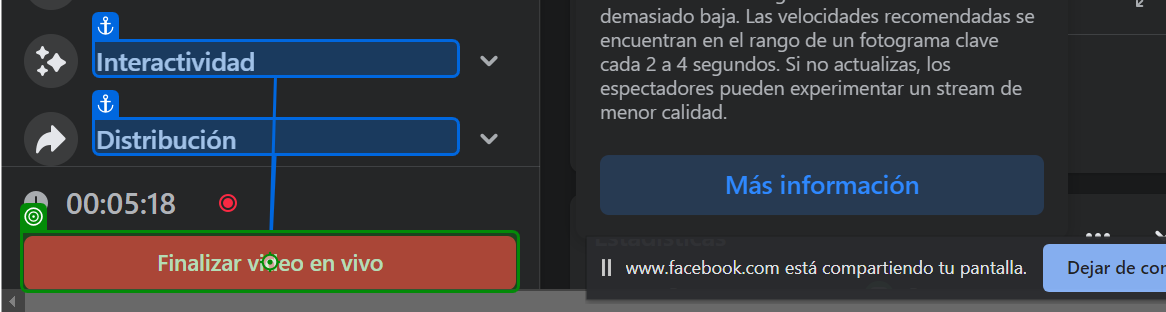 Interactividad
Distribución
00:05:18
Finalizar video en vivo
demasiado baja. Las velocidades recomendadas se
encuentran en el rango de un fotograma clave
cada 2 a 4 segundos. Si no actualizas, los
espectadores pueden experimentar un stream de
menor calidad.
Más información
Estadísticas
www.facebook.com está compartiendo tu pantalla.
Dejar de